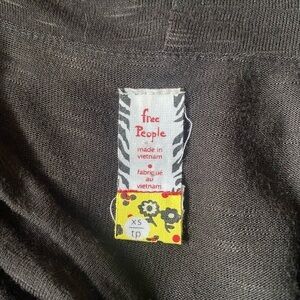 free
People
made in
vietnam
fabriqué
au
vietnam
xs
tp